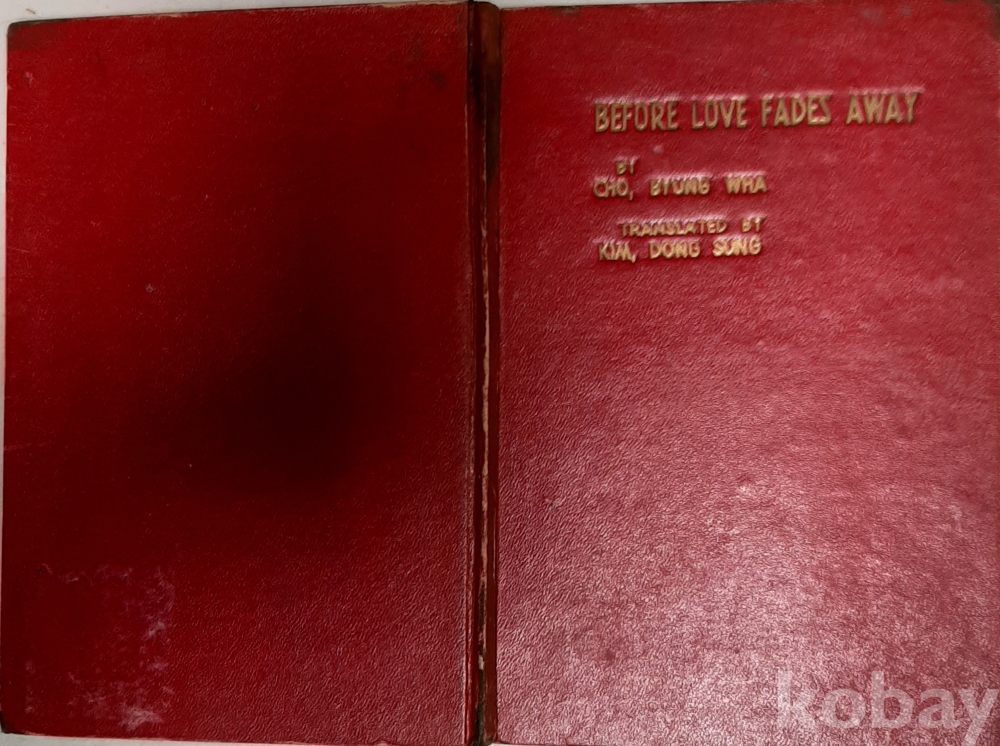 BEFORE LOVE FADES AWAY
BY
CHO, BYUNG WHA
TRANSLATED BY
KIM, DONG SUNG
kobay